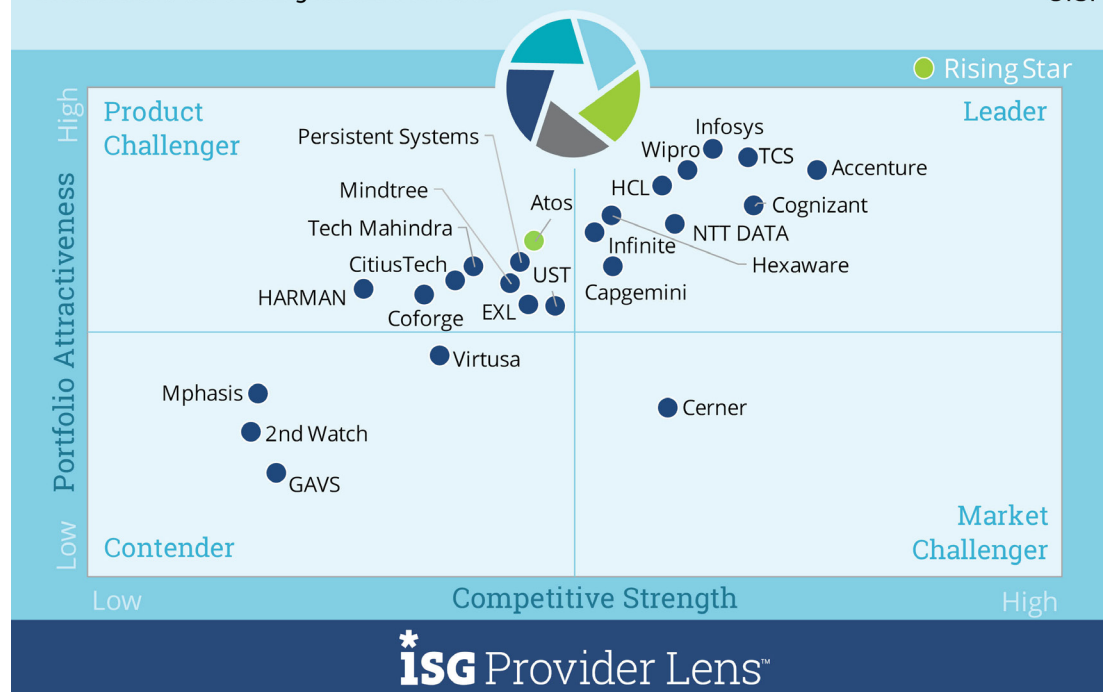 Rising Star
High
Product
Challenger
Leader
Persistent Systems
Infosys
Wipro
TCS
Accenture
Mindtree
HCL
Atos
Cognizant
Tech Mahindra
NTT DATA
Infinite
CitiusTech
UST
Hexaware
HARMAN
Capgemini
Coforge
EXL
Portfolio Attractiveness
Virtusa
Mphasis
Cerner
2nd Watch
GAVS
Low
Contender
Market
Challenger
Low
Competitive Strength
High
*ISG Provider Lens™